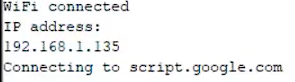 WiFi connected
IP address:
192.168.1.135
Connecting to script.google.com